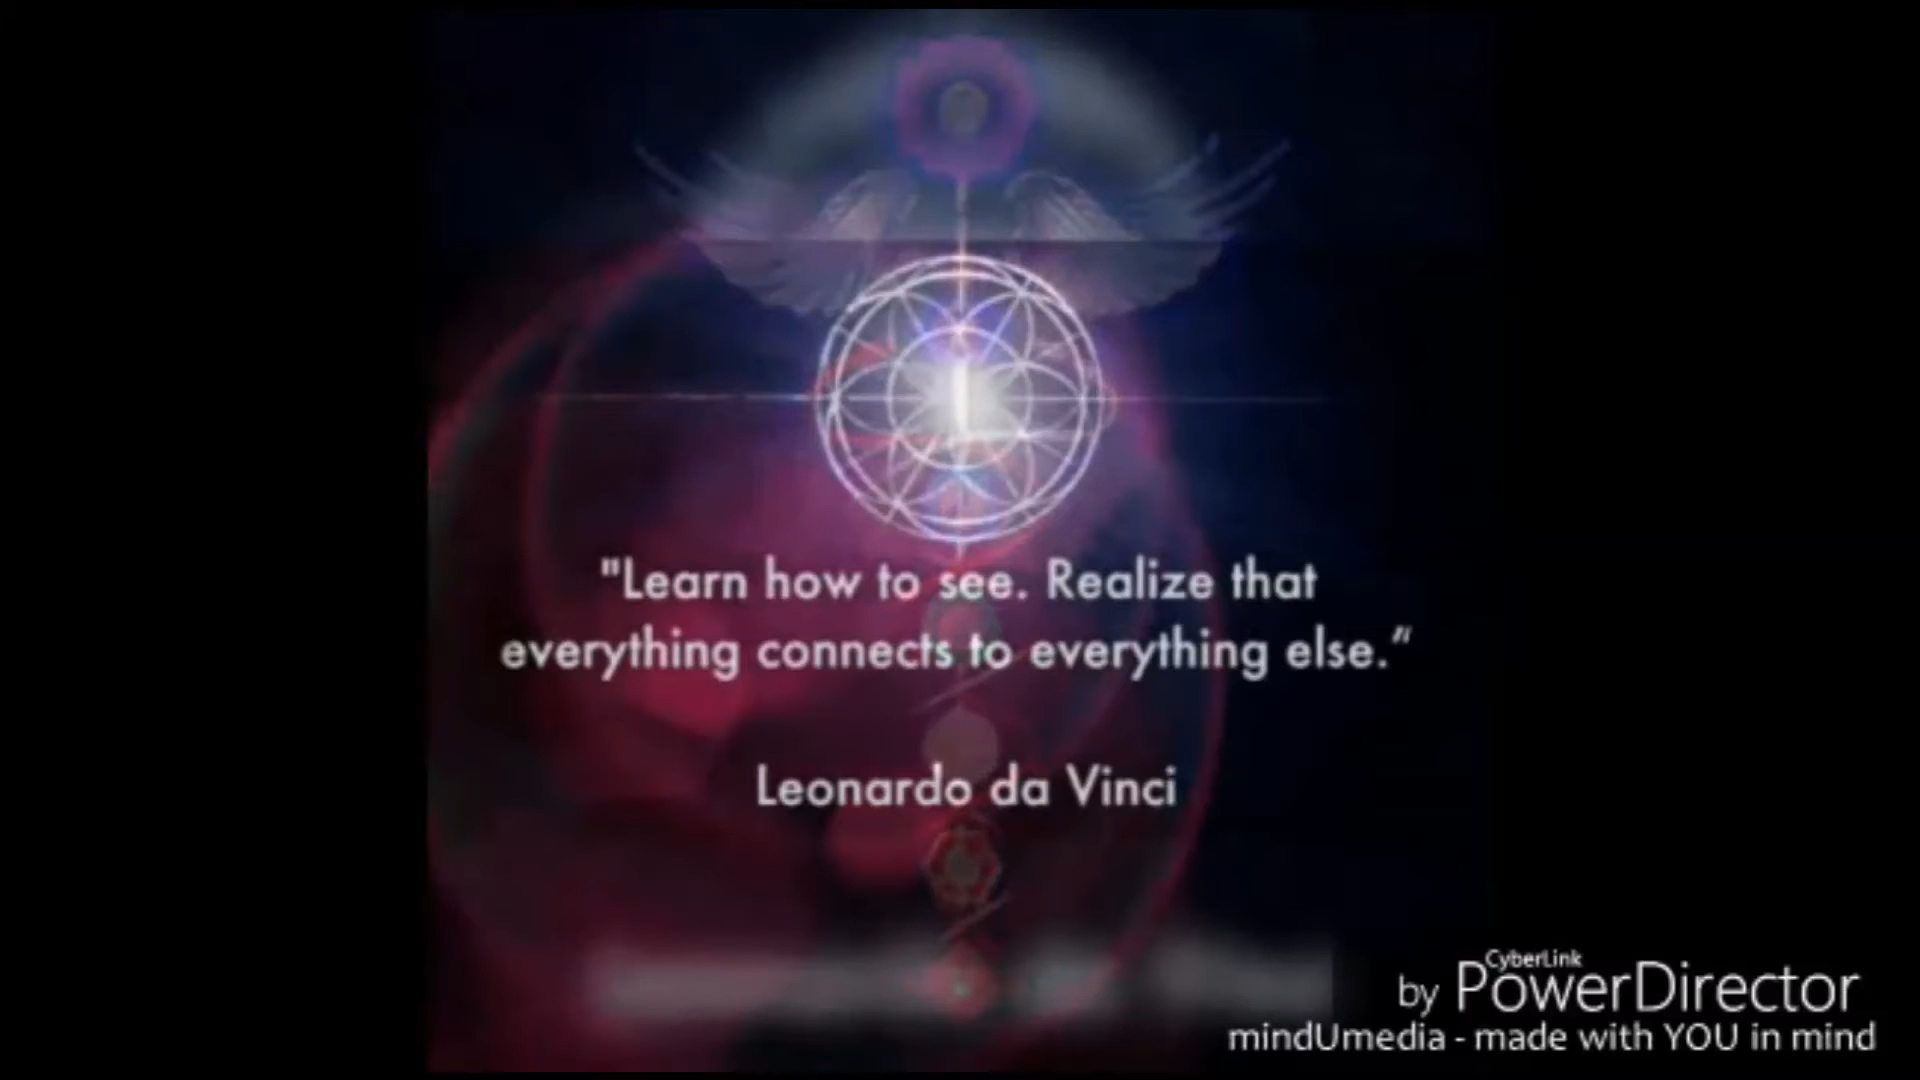 "Learn how to see. Realize that
everything connects to everything else.“
Leonardo da Vinci
CyberLink
by PowerDirector
mindUmedia - made with YOU in mind